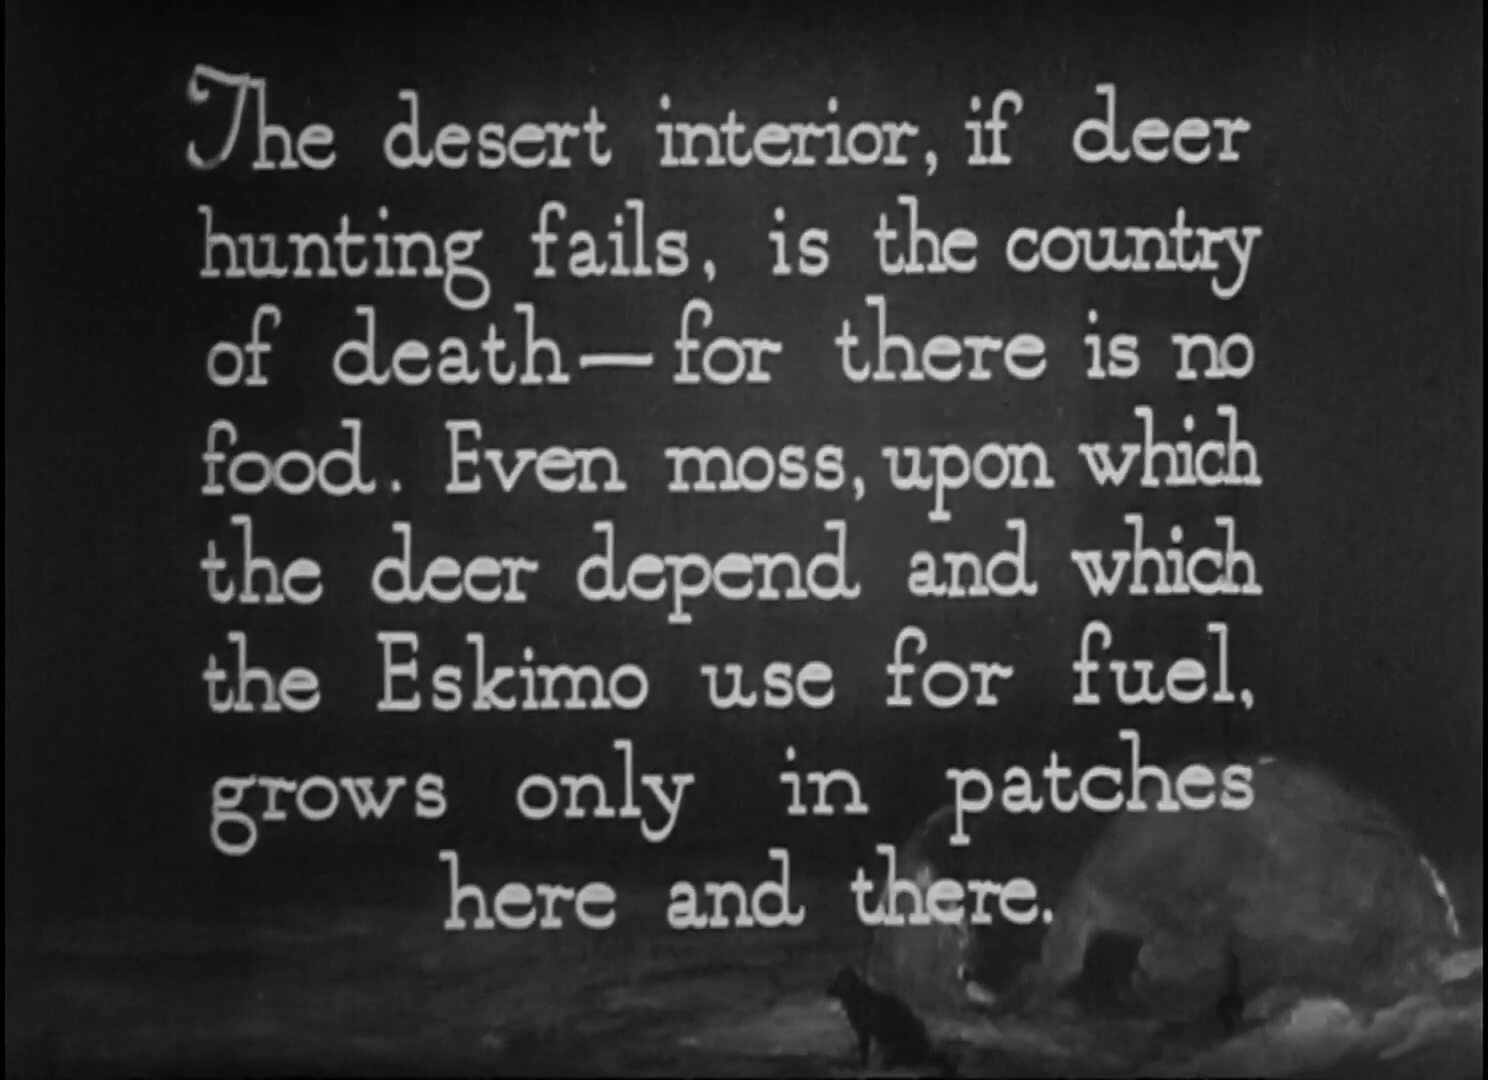 The desert interior, if deer
hunting fails, is the country
of death—for there is no
food. Even moss, upon which
the deer depend and which
the Eskimo use for fuel,
grows only in patches
here and there.